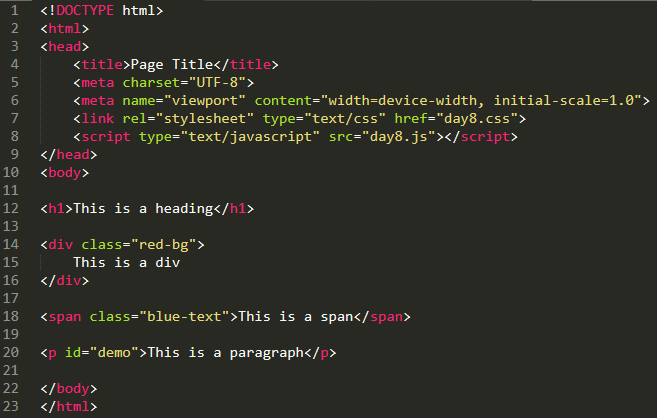 1 <!DOCTYPE html>
2 <html>
3 <head>
4     <title>Page Title</title>
5     <meta charset="UTF-8">
6     <meta name="viewport" content="width=device-width, initial-scale=1.0">
7     <link rel="stylesheet" type="text/css" href="day8.css">
8     <script type="text/javascript" src="day8.js"></script>
9 </head>
10 <body>
11
12 <h1>This is a heading</h1>
13
14 <div class="red-bg">
15     This is a div
16 </div>
17
18 <span class="blue-text">This is a span</span>
19
20 <p id="demo">This is a paragraph</p>
21
22 </body>
23 </html>